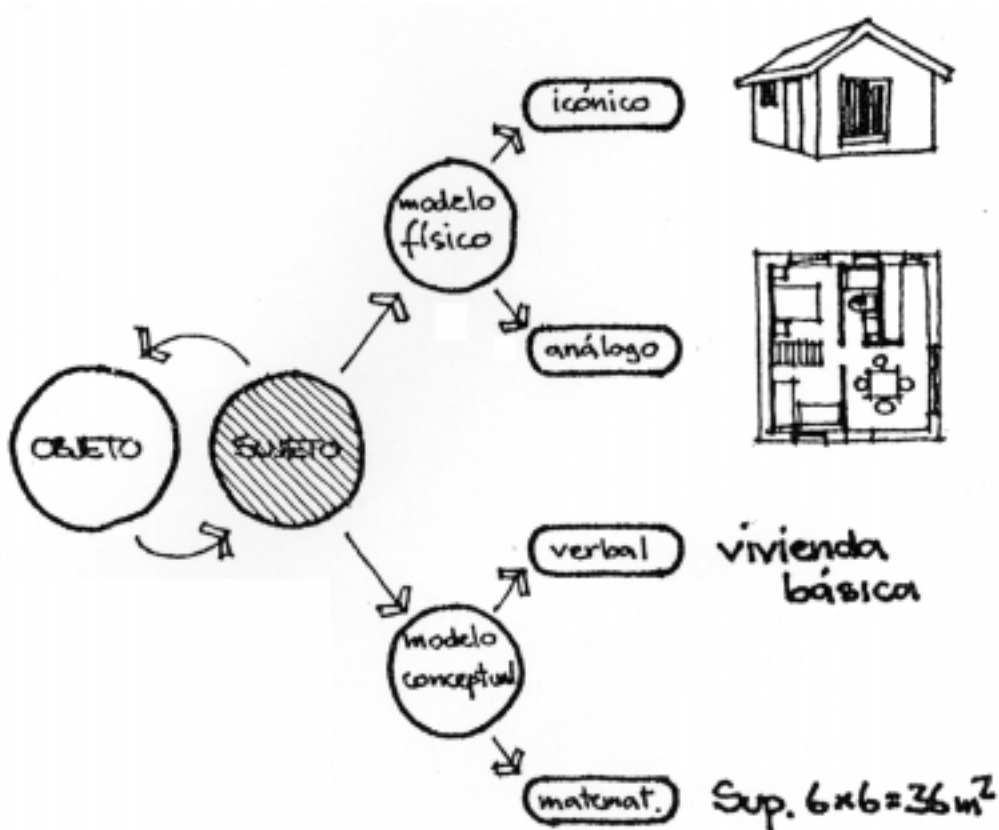 icónico
modelo
físico
análogo
OBJETO
SUJETO
verbal
vivienda
básica
modelo
conceptual
matemat.
Sup. 6x6=36m²